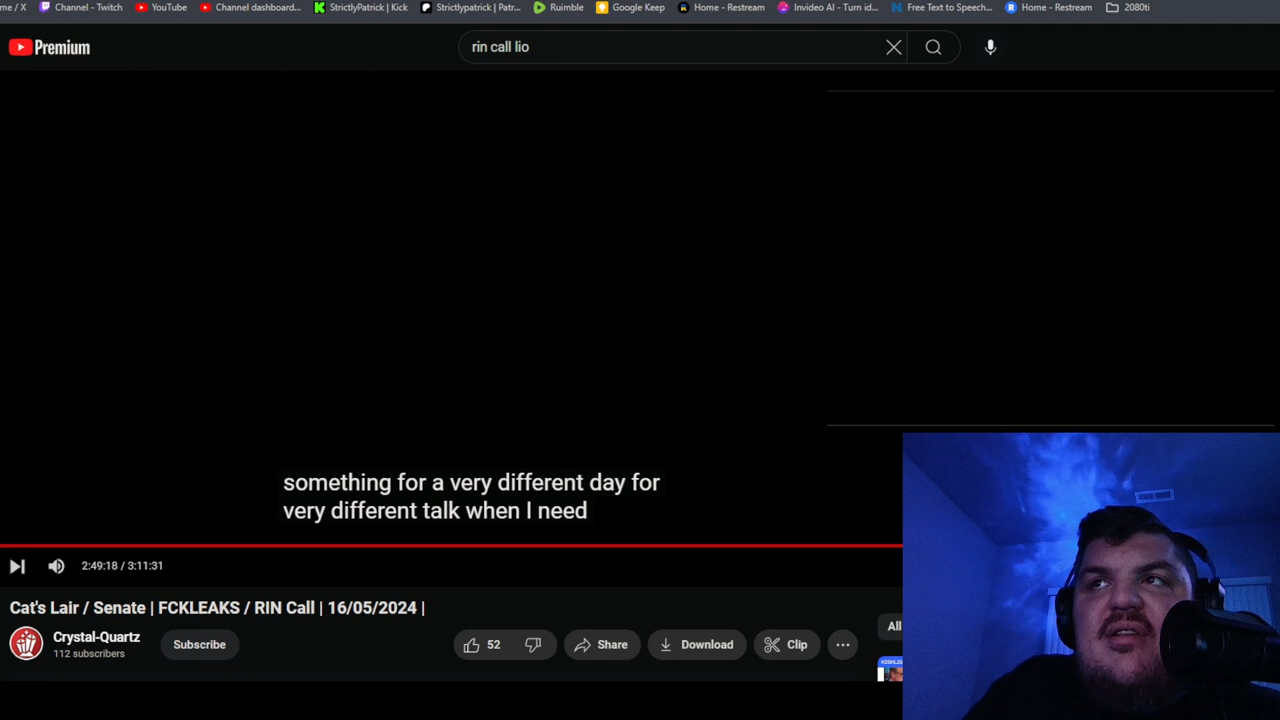 me / X
Channel - Twitch
YouTube
Channel dashboard...
StrictlyPatrick | Kick
Strictlypatrick | Patr...
Rumble
Google Keep
Home - Restream
Invideo AI - Turn id...
Free Text to Speech...
Home - Restream
2080ti
Premium
rin call lio
something for a very different day for
very different talk when I need
2:49:18 / 3:11:31
Cat's Lair / Senate | FCKLEAKS / RIN Call | 16/05/2024 |
Crystal-Quartz
112 subscribers
Subscribe
52
Share
Download
Clip
All